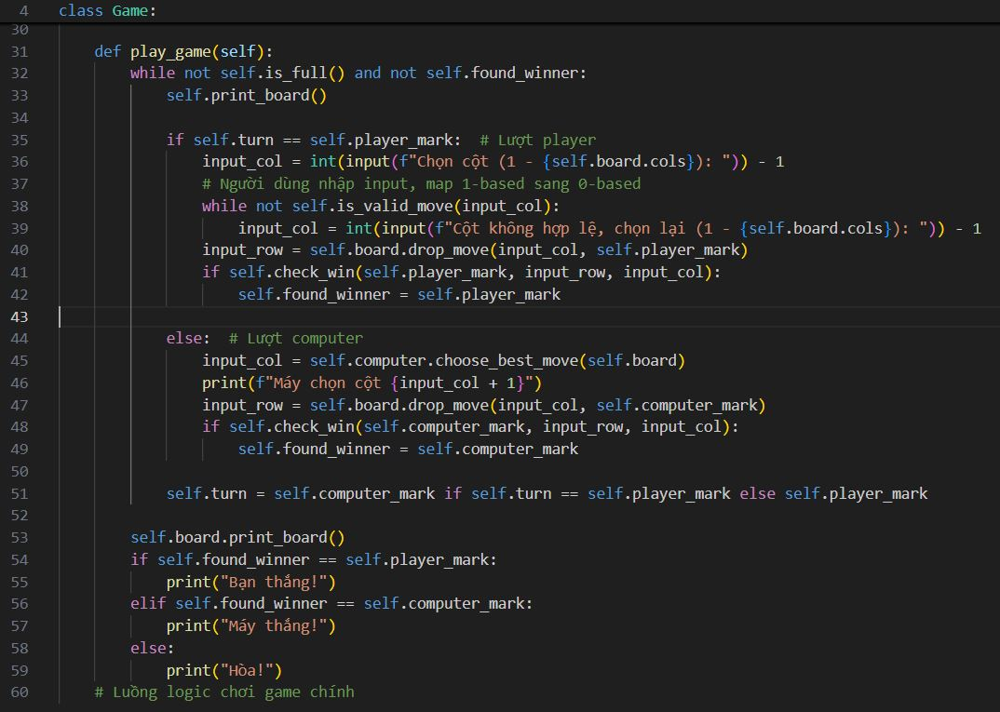 4 class Game:
30
31 def play_game(self):
32 while not self.is_full() and not self.found_winner:
33 self.print_board()
34
35 if self.turn == self.player_mark: # Lượt player
36 input_col = int(input(f"Chọn cột (1 - {self.board.cols}): ")) - 1
37 # Người dùng nhập input, map 1-based sang 0-based
38 while not self.is_valid_move(input_col):
39 input_col = int(input(f"Cột không hợp lệ, chọn lại (1 - {self.board.cols}): ")) - 1
40 input_row = self.board.drop_move(input_col, self.player_mark)
41 if self.check_win(self.player_mark, input_row, input_col):
42 self.found_winner = self.player_mark
43
44 else: # Lượt computer
45 input_col = self.computer.choose_best_move(self.board)
46 print(f"Máy chọn cột {input_col + 1}")
47 input_row = self.board.drop_move(input_col, self.computer_mark)
48 if self.check_win(self.computer_mark, input_row, input_col):
49 self.found_winner = self.computer_mark
50
51 self.turn = self.computer_mark if self.turn == self.player_mark else self.player_mark
52
53 self.board.print_board()
54 if self.found_winner == self.player_mark:
55 print("Bạn thắng!")
56 elif self.found_winner == self.computer_mark:
57 print("Máy thắng!")
58 else:
59 print("Hòa!")
60 # Luồng logic chơi game chính